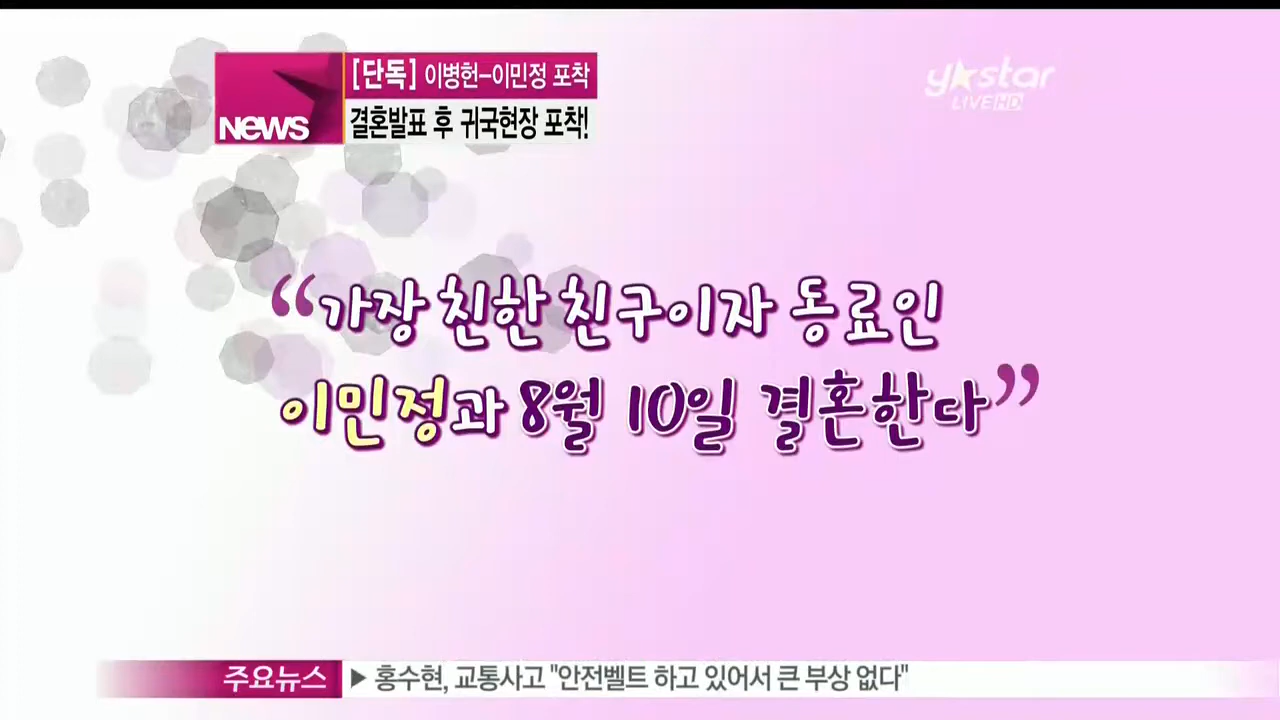 [단독] 이병헌-이민정 포착
NEWS
결혼발표 후 귀국현장 포착!
y★star
LIVE HD
“가장 친한 친구이자 동료인
이민정과 8월 10일 결혼한다”
주요뉴스 ▶ 홍수현, 교통사고 "안전벨트 하고 있어서 큰 부상 없다"